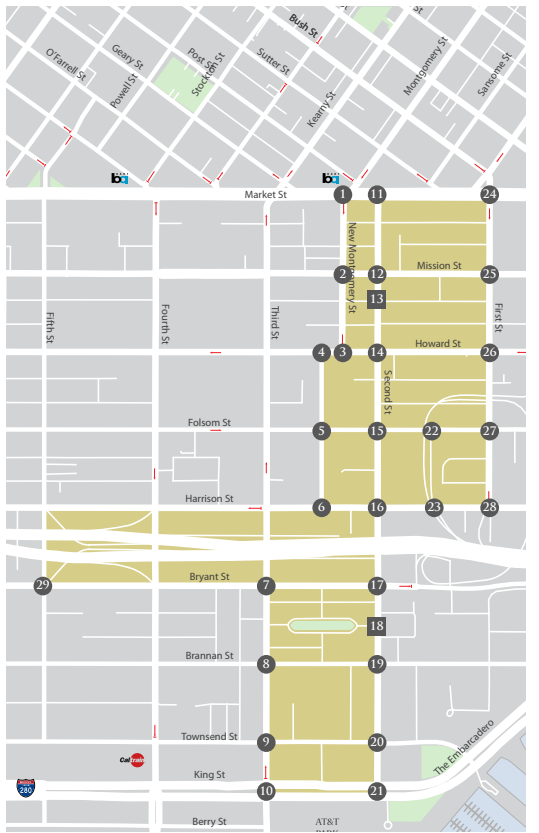 Bush St
O'Farrell St
Geary St
Post St
Stockton St
Sutter St
Montgomery St
Sansome St
Powell St
Kearny St
ba
ba
Market St
1
11
24
New Montgomery St
Mission St
2
12
25
13
Fifth St
Fourth St
Third St
First St
Howard St
4
3
14
26
Second St
Folsom St
5
15
22
27
Harrison St
6
16
23
28
Bryant St
29
7
17
18
Brannan St
8
19
Townsend St
9
20
The Embarcadero
Caltrain
King St
280
10
21
Berry St
AT&T
PARK